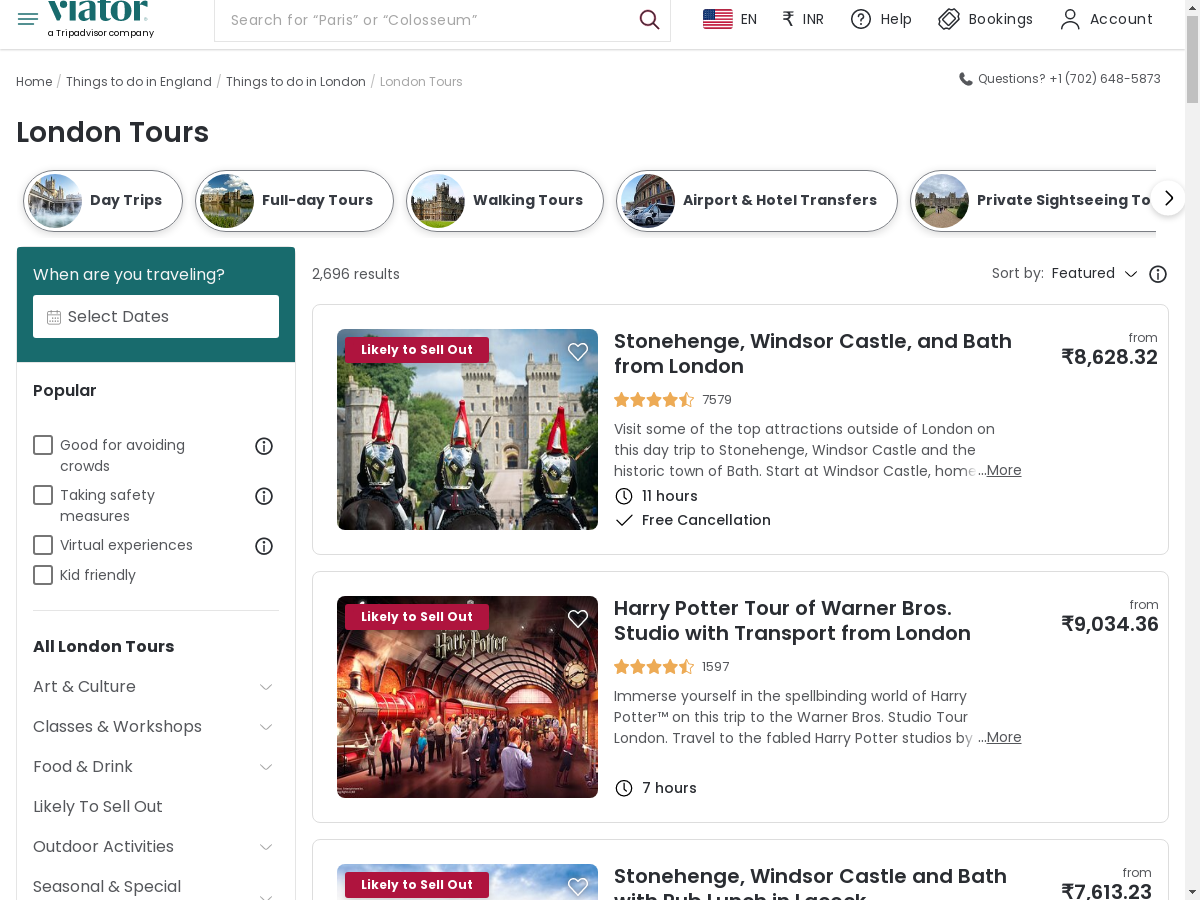 viator
a Tripadvisor company
Search for “Paris” or “Colosseum”
EN
₹ INR
Help
Bookings
Account
Home / Things to do in England / Things to do in London / London Tours
Questions? +1 (702) 648-5873
London Tours
Day Trips
Full-day Tours
Walking Tours
Airport & Hotel Transfers
Private Sightseeing To
When are you traveling?
Select Dates
2,696 results
Sort by: Featured
Popular
Good for avoiding
crowds
Taking safety
measures
Virtual experiences
Kid friendly
All London Tours
Art & Culture
Classes & Workshops
Food & Drink
Likely To Sell Out
Outdoor Activities
Seasonal & Special
Likely to Sell Out
Stonehenge, Windsor Castle, and Bath
from London
7579
Visit some of the top attractions outside of London on
this day trip to Stonehenge, Windsor Castle and the
historic town of Bath. Start at Windsor Castle, home ...More
11 hours
Free Cancellation
from
₹8,628.32
Likely to Sell Out
Harry Potter
Harry Potter Tour of Warner Bros.
Studio with Transport from London
1597
Immerse yourself in the spellbinding world of Harry
Potter™ on this trip to the Warner Bros. Studio Tour
London. Travel to the fabled Harry Potter studios by ...More
7 hours
from
₹9,034.36
Likely to Sell Out
Stonehenge, Windsor Castle and Bath
with Pub Lunch in Lacock
from
₹7,613.23